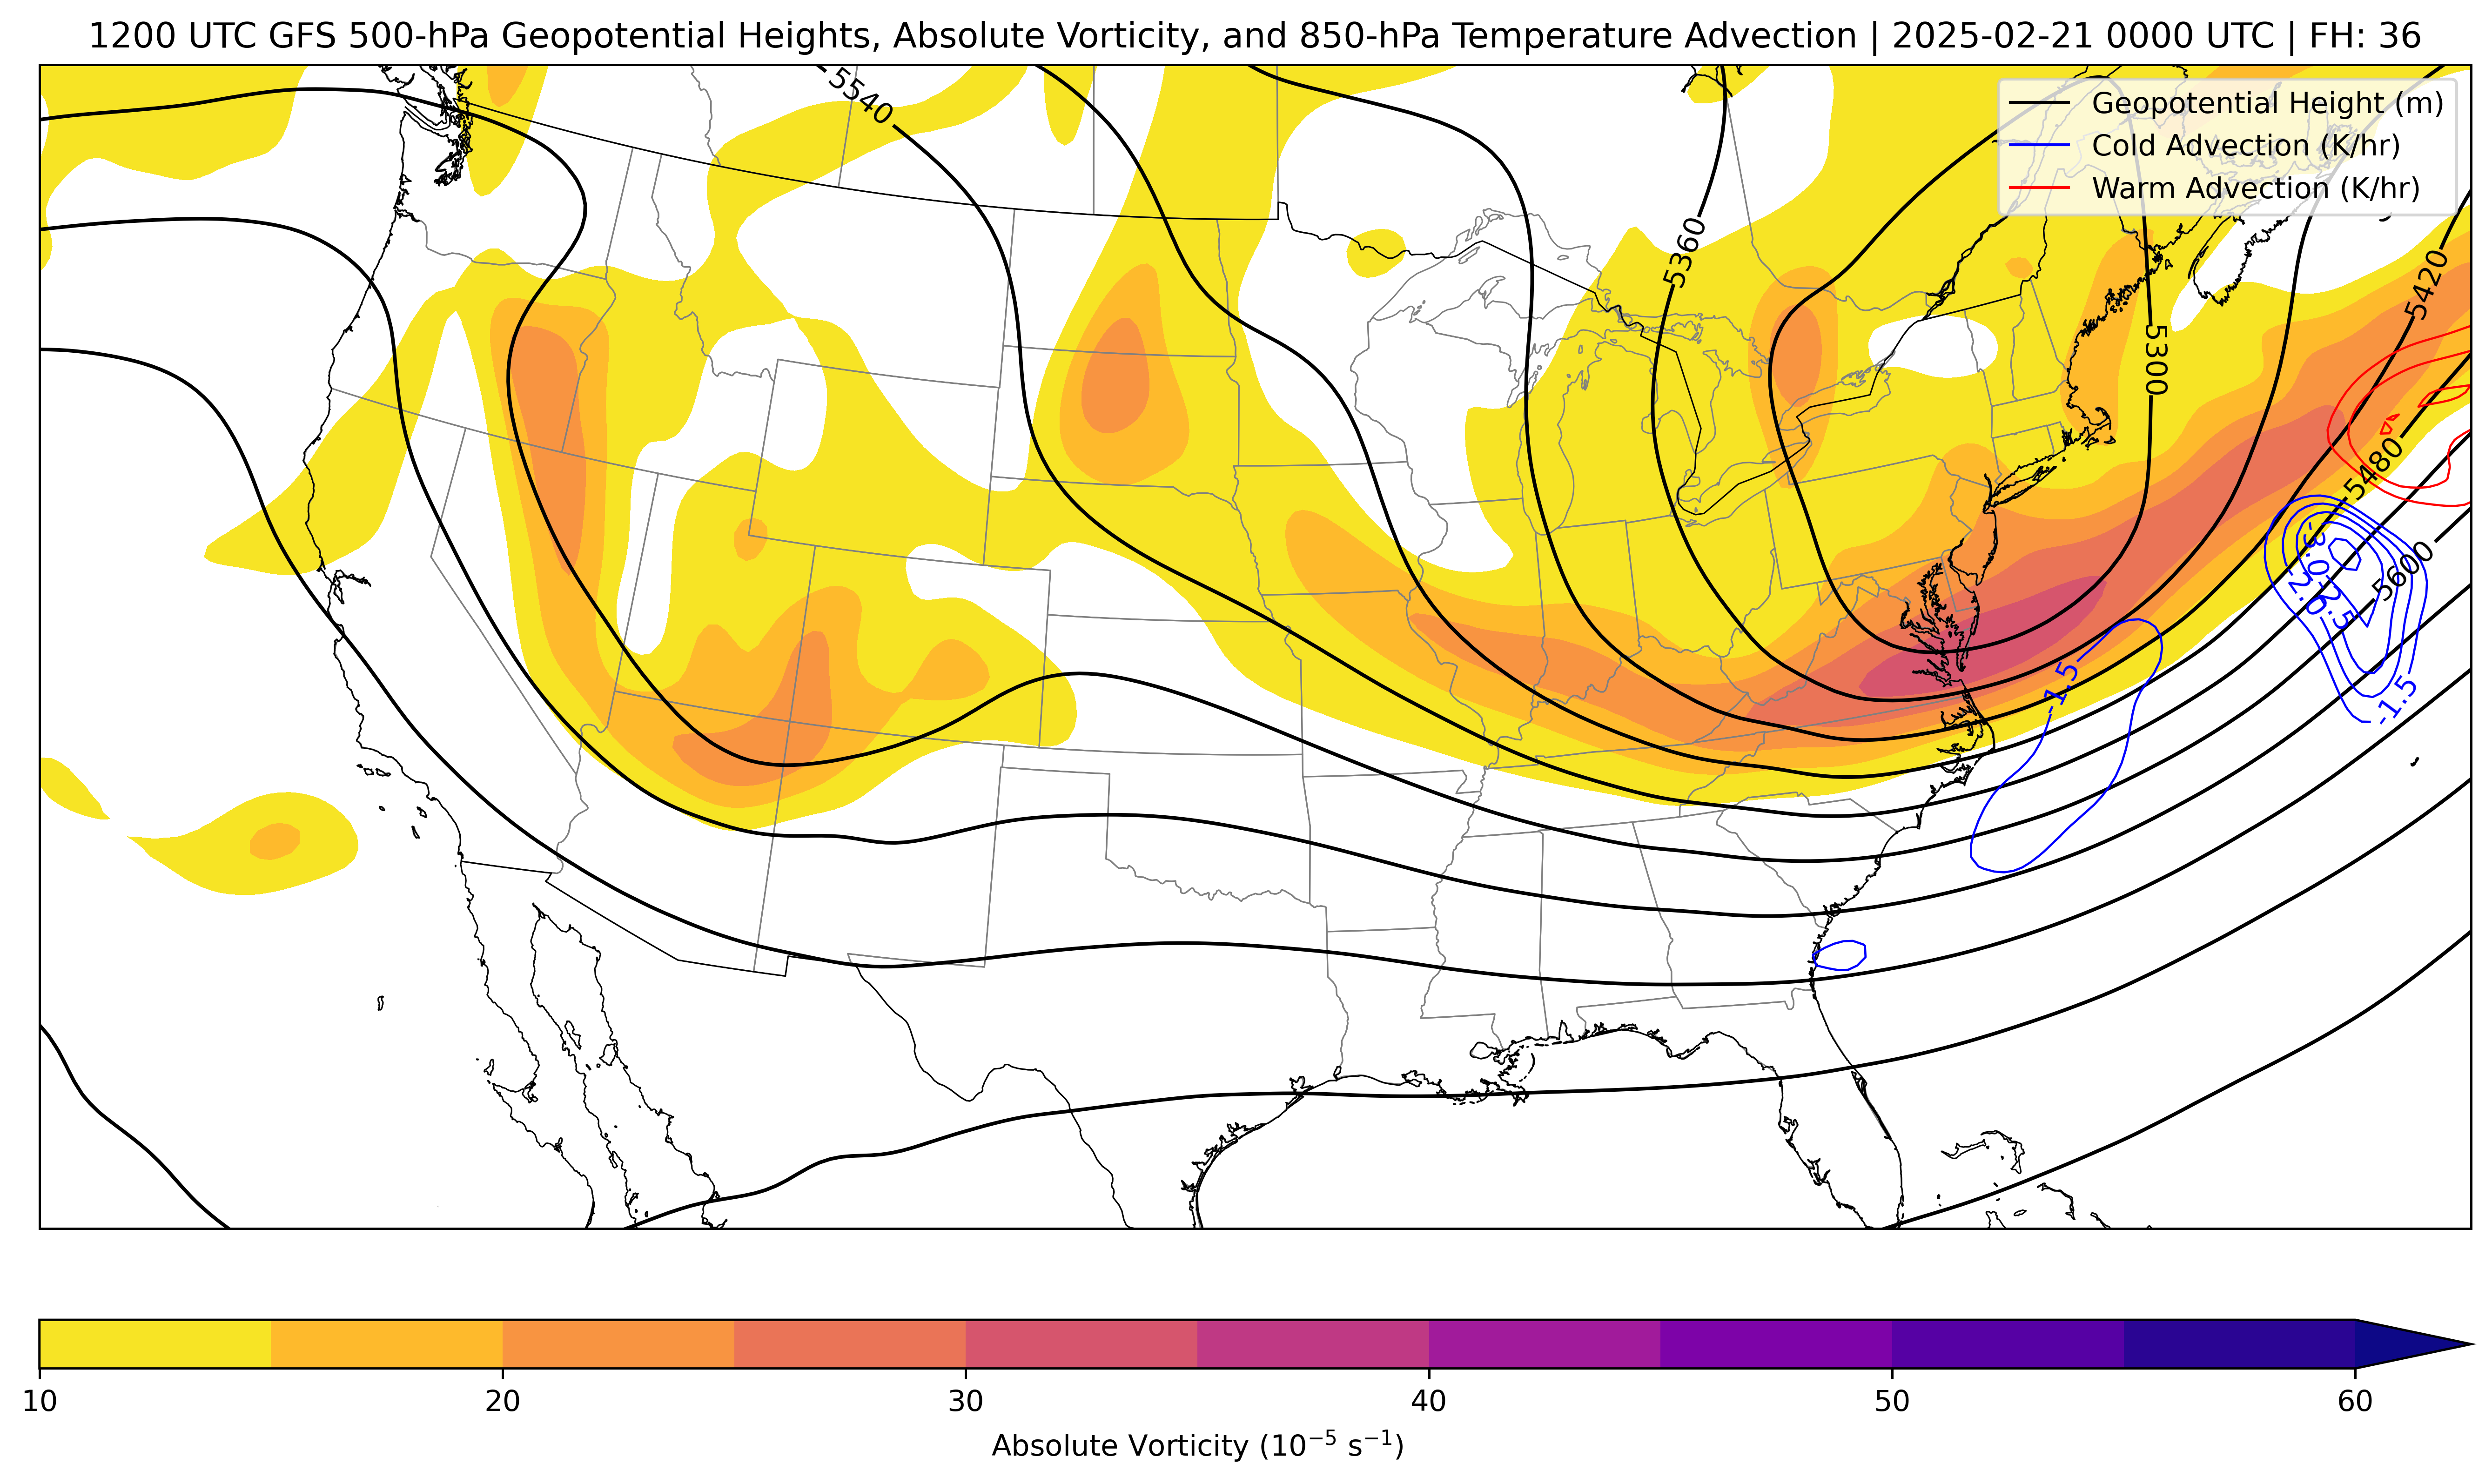 1200 UTC GFS 500-hPa Geopotential Heights, Absolute Vorticity, and 850-hPa Temperature Advection | 2025-02-21 0000 UTC | FH: 36
Geopotential Height (m)
Cold Advection (K/hr)
Warm Advection (K/hr)
5540
5360
5420
5300
5480
5600
-3.0
-2.0
-2.5
-1.5
-1.5
10 20 30 40 50 60
Absolute Vorticity (10⁻⁵ s⁻¹)